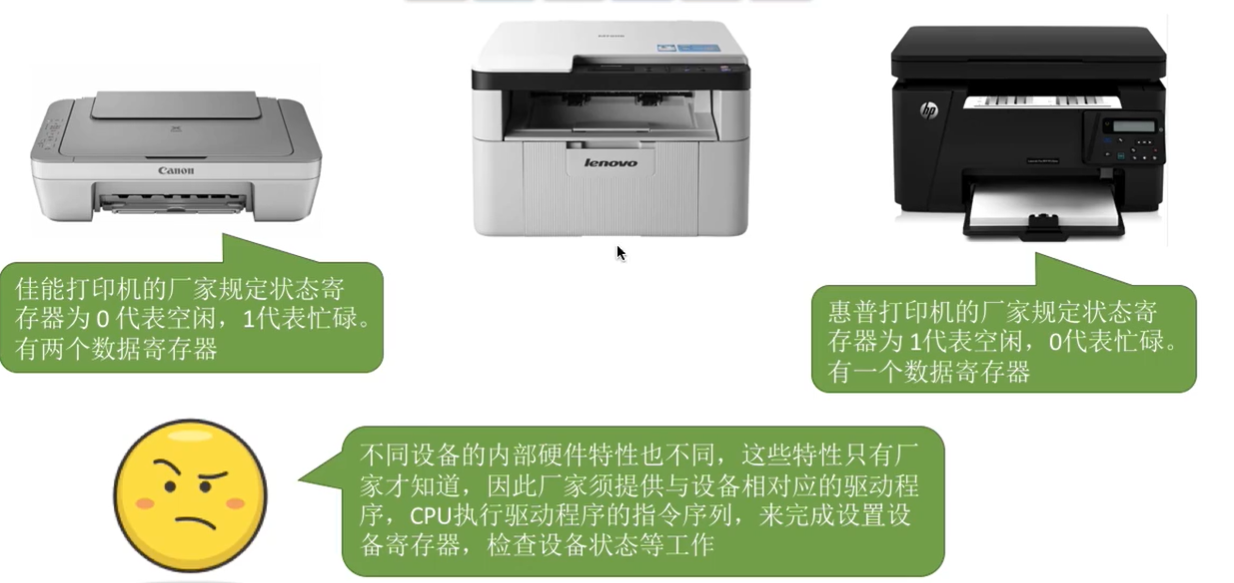 Canon
lenovo
hp
佳能打印机的厂家规定状态寄
存器为 0 代表空闲，1代表忙碌。
有两个数据寄存器
惠普打印机的厂家规定状态寄
存器为 1代表空闲，0代表忙碌。
有一个数据寄存器
不同设备的内部硬件特性也不同，这些特性只有厂
家才知道，因此厂家须提供与设备相对应的驱动程
序，CPU执行驱动程序的指令序列，来完成设置设
备寄存器，检查设备状态等工作